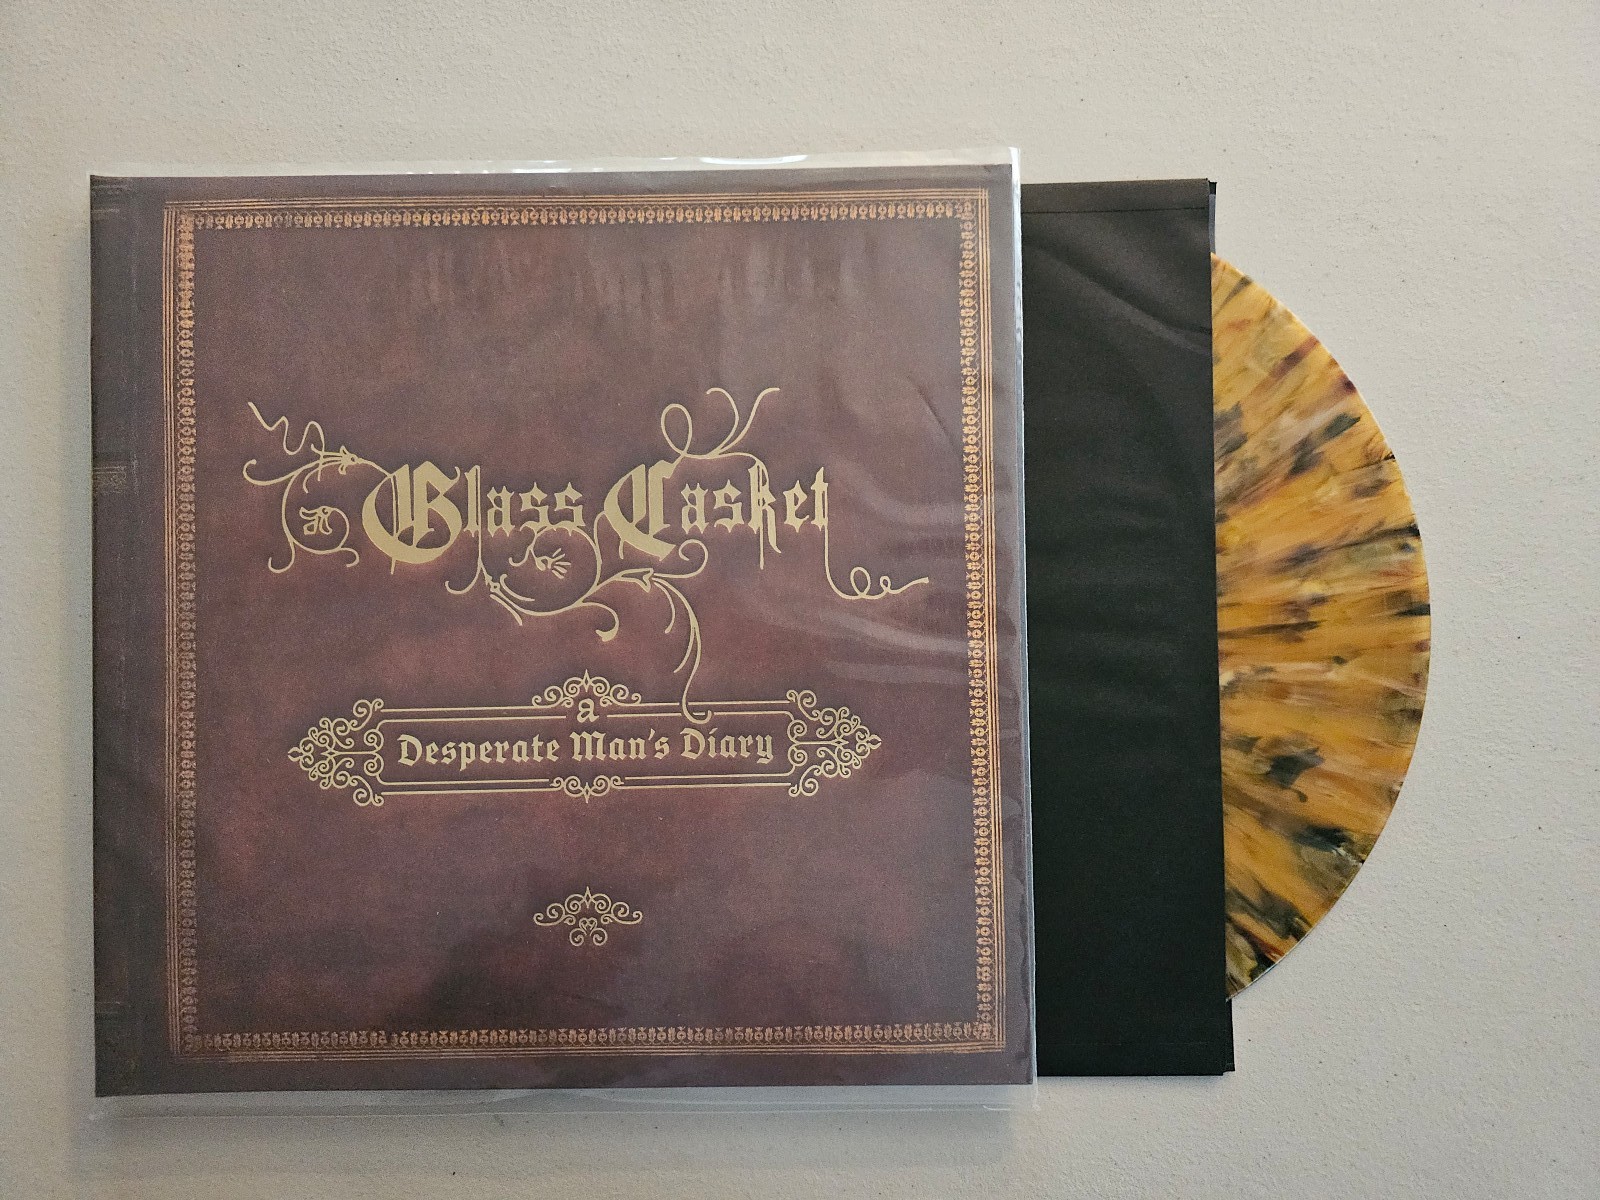 Glass Casket
a
Desperate Man's Diary